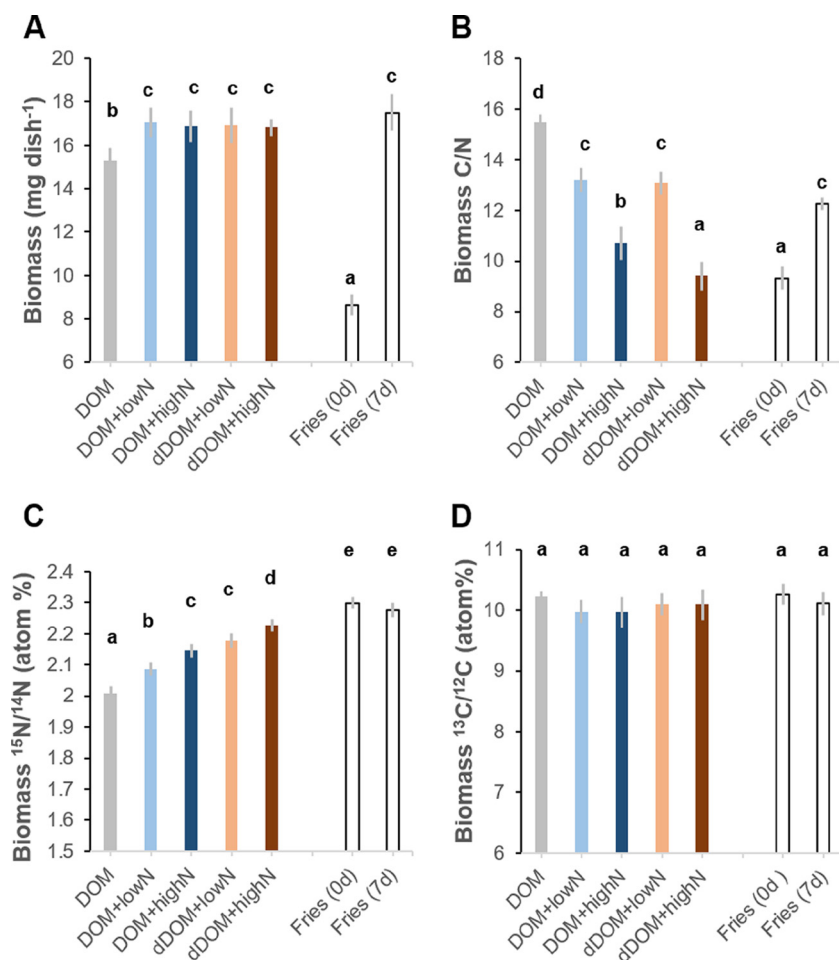 A
Biomass (mg dish⁻¹)
20
18
16
14
12
10
8
6
b
c
c
c
c
a
c
DOM
DOM+lowN
DOM+highN
dDOM+lowN
dDOM+highN
Fries (0d)
Fries (7d)
B
Biomass C/N
18
16
14
12
10
8
6
d
c
b
c
a
a
c
DOM
DOM+lowN
DOM+highN
dDOM+lowN
dDOM+highN
Fries (0d)
Fries (7d)
C
Biomass ¹⁵N/¹⁴N (atom %)
2.4
2.3
2.2
2.1
2
1.9
1.8
1.7
1.6
1.5
a
b
c
c
d
e
e
DOM
DOM+lowN
DOM+highN
dDOM+lowN
dDOM+highN
Fries (0d)
Fries (7d)
D
Biomass ¹³C/¹²C (atom%)
11
10
9
8
7
6
a
a
a
a
a
a
a
DOM
DOM+lowN
DOM+highN
dDOM+lowN
dDOM+highN
Fries (0d )
Fries (7d)